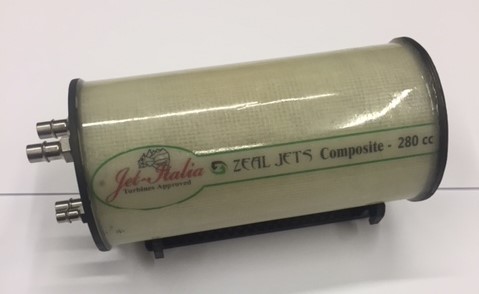 Jet-Italia
Turbines Approved
ZEAL JETS Composite - 280 cc